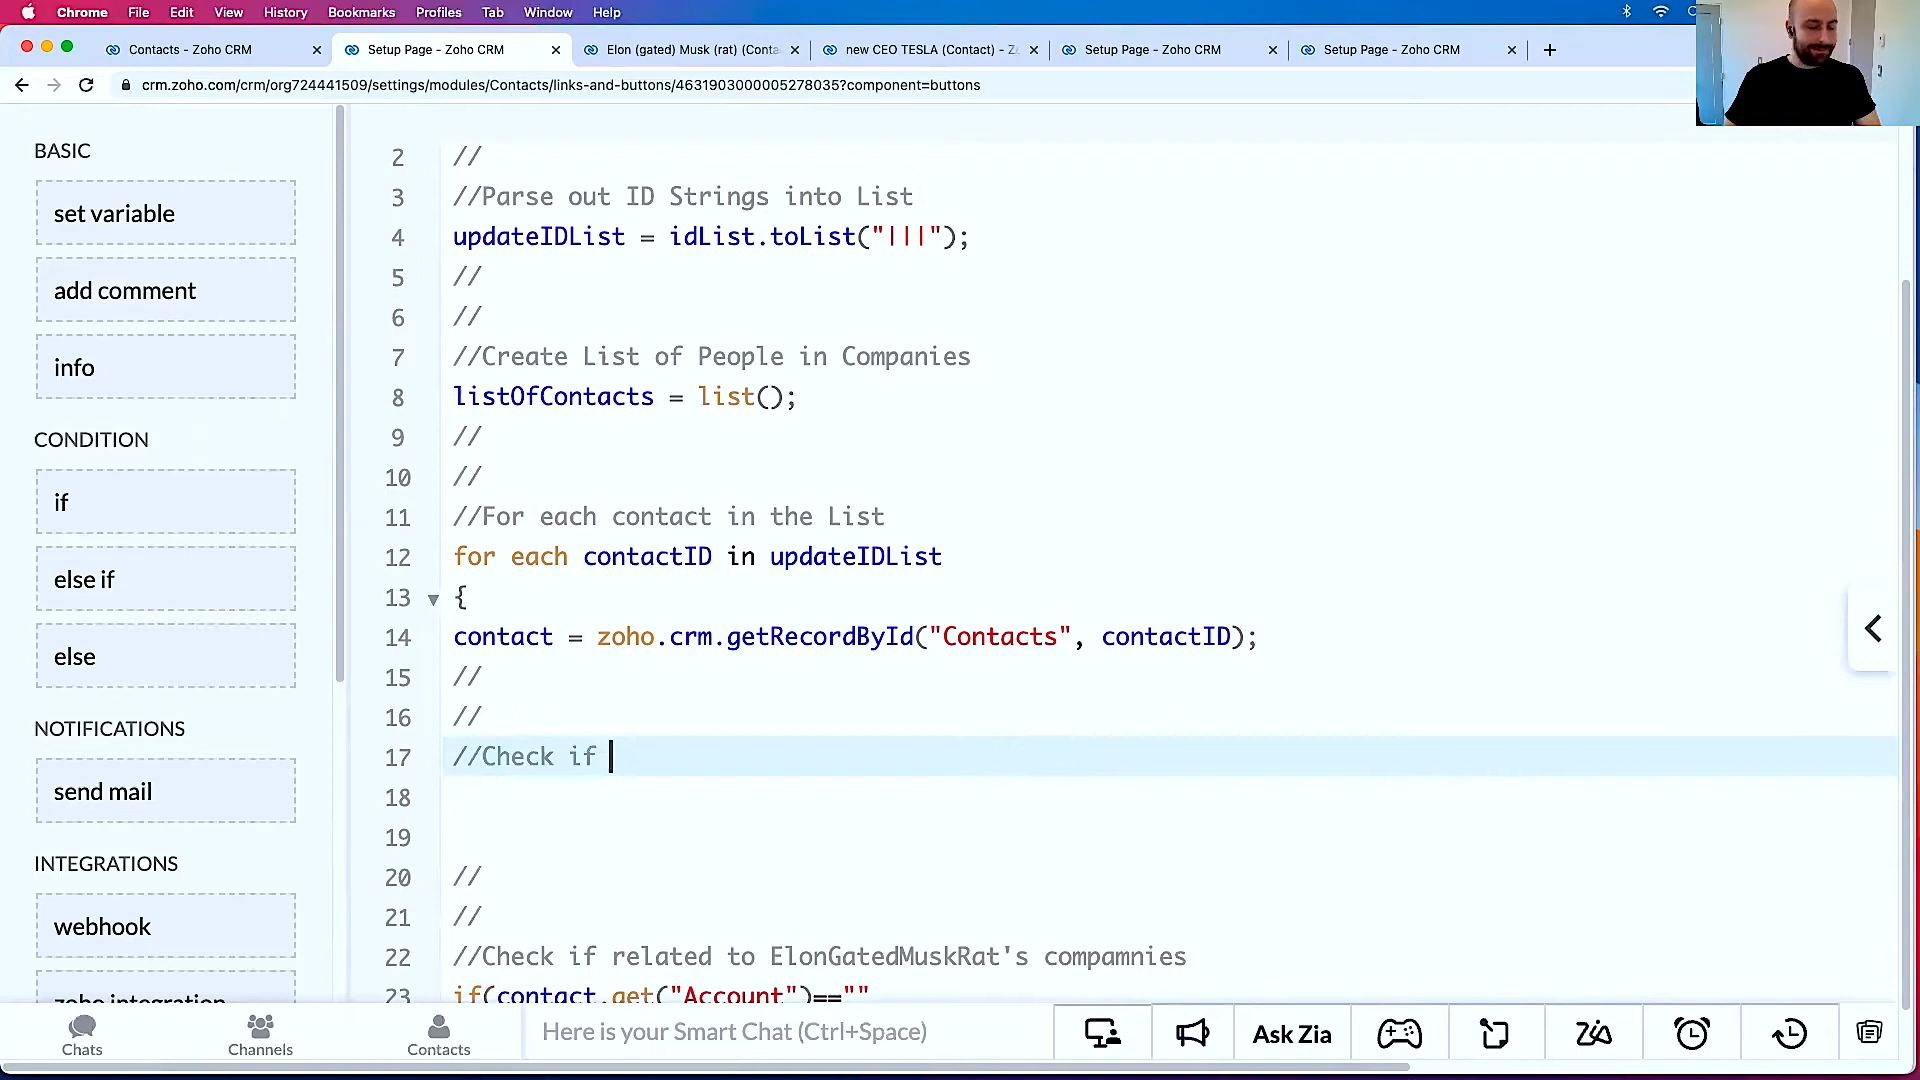 Chrome File Edit View History Bookmarks Profiles Tab Window Help
Contacts - Zoho CRM
Setup Page - Zoho CRM
Elon (gated) Musk (rat) (Conta
new CEO TESLA (Contact) - Z
Setup Page - Zoho CRM
Setup Page - Zoho CRM
crm.zoho.com/crm/org724441509/settings/modules/Contacts/links-and-buttons/4631903000005278035?component=buttons
BASIC
set variable
add comment
info
CONDITION
if
else if
else
NOTIFICATIONS
send mail
INTEGRATIONS
webhook
zoho integration
2 //
3 //Parse out ID Strings into List
4 updateIDList = idList.toList("|||");
5 //
6 //
7 //Create List of People in Companies
8 listOfContacts = list();
9 //
10 //
11 //For each contact in the List
12 for each contactID in updateIDList
13 {
14 contact = zoho.crm.getRecordById("Contacts", contactID);
15 //
16 //
17 //Check if
18
19
20 //
21 //
22 //Check if related to ElonGatedMuskRat's compamnies
23 if(contact.get("Account")==""
Chats
Channels
Contacts
Here is your Smart Chat (Ctrl+Space)
Ask Zia